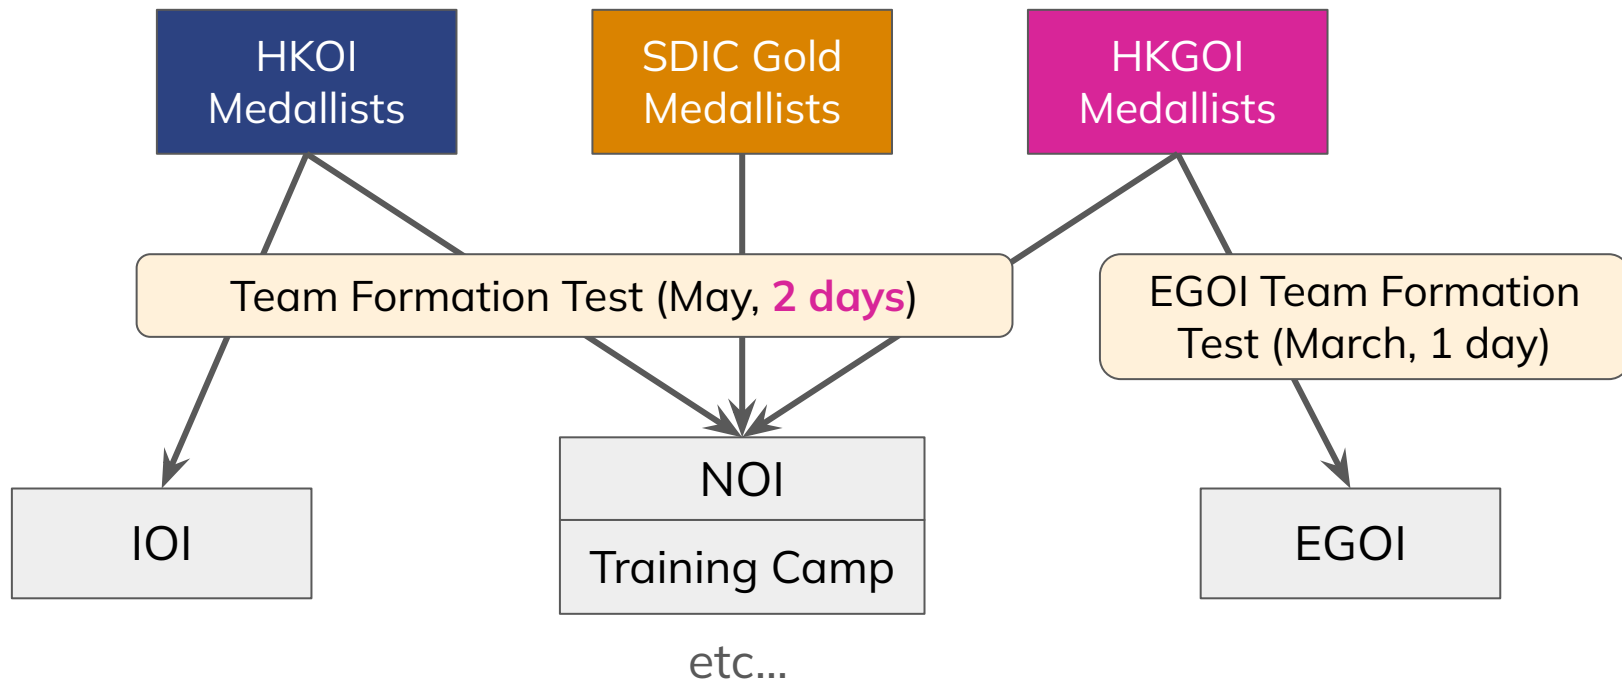 HKOI
Medallists
SDIC Gold
Medallists
HKGOI
Medallists
Team Formation Test (May, 2 days)
EGOI Team Formation
Test (March, 1 day)
IOI
NOI
Training Camp
EGOI
etc...